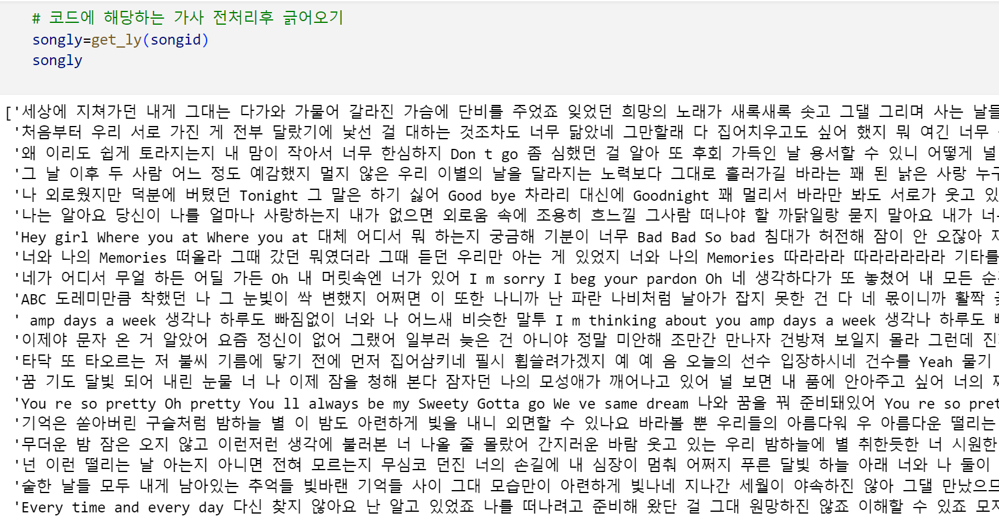 # 코드에 해당하는 가사 전처리후 긁어오기
songly=get_ly(songid)
songly
['세상에 지쳐가던 내게 그대는 다가와 가물어 갈라진 가슴에 단비를 주었죠 잊었던 희망의 노래가 새록새록 솟고 그댈 그리며 사는 날들
'처음부터 우리 서로 가진 게 전부 달랐기에 낯선 걸 대하는 것조차도 너무 닮았네 그만할래 다 집어치우고도 싶어 했지 뭐 여긴 너무
'왜 이리도 쉽게 토라지는지 내 맘이 작아서 너무 한심하지 Don t go 좀 심했던 걸 알아 또 후회 가득인 날 용서할 수 있니 어떻게 널
'그 날 이후 두 사람 어느 정도 예감했지 멀지 않은 우리 이별의 날을 달라지는 노력보다 그대로 흘러가길 바라는 꽤 된 낡은 사랑 누구
'나 외로웠지만 덕분에 버텼던 Tonight 그 말은 하기 싫어 Good bye 차라리 대신에 Goodnight 꽤 멀리서 바라만 봐도 서로가 웃고 있
'나는 알아요 당신이 나를 얼마나 사랑하는지 내가 없으면 외로움 속에 조용히 흐느낄 그사람 떠나야 할 까닭일랑 묻지 말아요 내가
'Hey girl Where you at Where you at 대체 어디서 뭐 하는지 궁금해 기분이 너무 Bad Bad So bad 침대가 허전해 잠이 안 오잖아
'너와 나의 Memories 떠올라 그때 갔던 뭐였더라 그때 듣던 우리만 아는 게 있었지 너와 나의 Memories 따라라라 따라라라라라 기타를
'네가 어디서 무얼 하든 어딜 가든 Oh 내 머릿속엔 너가 있어 I m sorry I beg your pardon Oh 네 생각하다가 또 놓쳤어 내 모든
'ABC 도레미만큼 착했던 나 그 눈빛이 싹 변했지 어쩌면 이 또한 나니까 난 파란 나비처럼 날아가 잡지 못한 건 다 네 몫이니까 활짝
' amp days a week 생각나 하루도 빠짐없이 너와 나 어느새 비슷한 말투 I m thinking about you amp days a week 생각나 하루도
'이제야 문자 온 거 알았어 요즘 정신이 없어 그랬어 일부러 늦은 건 아니야 정말 미안해 조만간 만나자 건방져 보일지 몰라 그런데
'타닥 또 타오르는 저 불씨 기름에 닿기 전에 먼저 집어삼키네 필시 휩쓸려가겠지 예 예 음 오늘의 선수 입장하시네 건수를 Yeah 물기
'꿈 기도 달빛 되어 내린 눈물 너 나 이제 잠을 청해 본다 잠자던 나의 모성애가 깨어나고 있어 널 보면 내 품에 안아주고 싶어 너의
'You re so pretty Oh pretty You ll always be my Sweety Gotta go We ve same dream 나와 꿈을 꿔 준비돼있어 You re so pret
'기억은 쏟아버린 구슬처럼 밤하늘 별 이 밤도 아련하게 빛을 내니 외면할 수 있나요 바라볼 뿐 우리들의 아름다워 우 아름다운 떨리는
'무더운 밤 잠은 오지 않고 이런저런 생각에 불러본 너 나올 줄 몰랐어 간지러운 바람 웃고 있는 우리 밤하늘에 별 취한듯한 너 시원한
'넌 이런 떨리는 날 아는지 아니면 전혀 모르는지 무심코 던진 너의 손길에 내 심장이 멈춰 어쩌지 푸른 달빛 하늘 아래 너와 나 둘이
'숱한 날들 모두 내게 남아있는 추억들 빛바랜 기억들 사이 그대 모습만이 아련하게 빛나네 지나간 세월이 야속하진 않아 그댈 만났으므
'Every time and every day 다신 찾지 않아요 난 알고 있었죠 나를 떠나려고 준비해 왔단 걸 그대 원망하진 않죠 이해할 수 있죠 모자